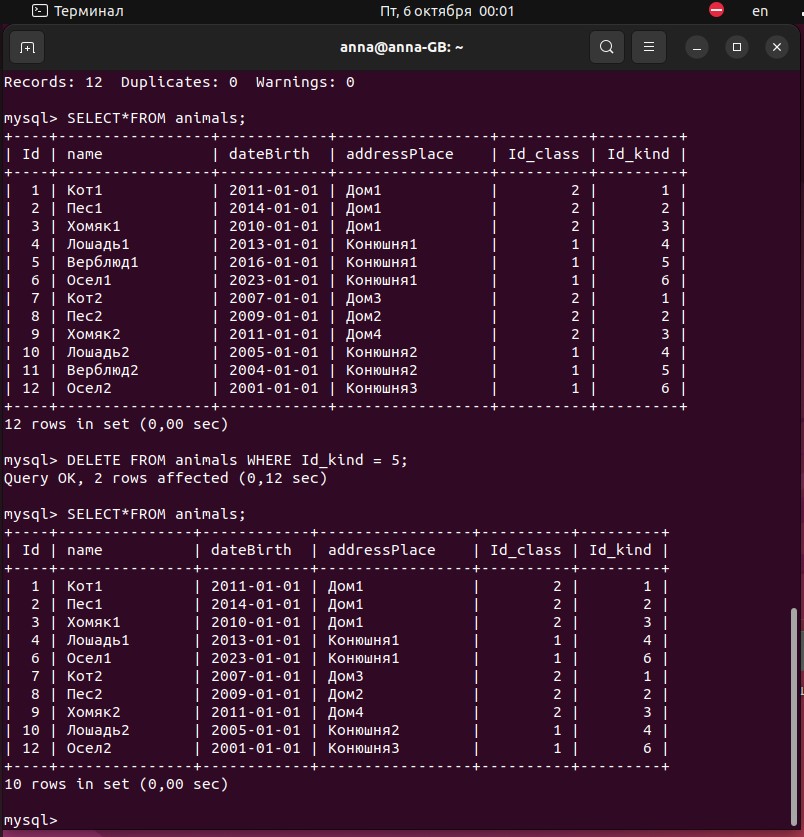 Терминал Пт, 6 октября 00:01 en
anna@anna-GB: ~
Records: 12  Duplicates: 0  Warnings: 0

mysql> SELECT*FROM animals;
+----+-----------------+------------+-----------------+----------+---------+
| Id | name            | dateBirth  | addressPlace    | Id_class | Id_kind |
+----+-----------------+------------+-----------------+----------+---------+
|  1 | Кот1            | 2011-01-01 | Дом1            |        2 |       1 |
|  2 | Пес1            | 2014-01-01 | Дом1            |        2 |       2 |
|  3 | Хомяк1          | 2010-01-01 | Дом1            |        2 |       3 |
|  4 | Лошадь1         | 2013-01-01 | Конюшня1        |        1 |       4 |
|  5 | Верблюд1        | 2016-01-01 | Конюшня1        |        1 |       5 |
|  6 | Осел1           | 2023-01-01 | Конюшня1        |        1 |       6 |
|  7 | Кот2            | 2007-01-01 | Дом3            |        2 |       1 |
|  8 | Пес2            | 2009-01-01 | Дом2            |        2 |       2 |
|  9 | Хомяк2          | 2011-01-01 | Дом4            |        2 |       3 |
| 10 | Лошадь2         | 2005-01-01 | Конюшня2        |        1 |       4 |
| 11 | Верблюд2        | 2004-01-01 | Конюшня2        |        1 |       5 |
| 12 | Осел2           | 2001-01-01 | Конюшня3        |        1 |       6 |
+----+-----------------+------------+-----------------+----------+---------+
12 rows in set (0,00 sec)

mysql> DELETE FROM animals WHERE Id_kind = 5;
Query OK, 2 rows affected (0,12 sec)

mysql> SELECT*FROM animals;
+----+---------------+------------+-----------------+----------+---------+
| Id | name          | dateBirth  | addressPlace    | Id_class | Id_kind |
+----+---------------+------------+-----------------+----------+---------+
|  1 | Кот1          | 2011-01-01 | Дом1            |        2 |       1 |
|  2 | Пес1          | 2014-01-01 | Дом1            |        2 |       2 |
|  3 | Хомяк1        | 2010-01-01 | Дом1            |        2 |       3 |
|  4 | Лошадь1       | 2013-01-01 | Конюшня1        |        1 |       4 |
|  6 | Осел1         | 2023-01-01 | Конюшня1        |        1 |       6 |
|  7 | Кот2          | 2007-01-01 | Дом3            |        2 |       1 |
|  8 | Пес2          | 2009-01-01 | Дом2            |        2 |       2 |
|  9 | Хомяк2        | 2011-01-01 | Дом4            |        2 |       3 |
| 10 | Лошадь2       | 2005-01-01 | Конюшня2        |        1 |       4 |
| 12 | Осел2         | 2001-01-01 | Конюшня3        |        1 |       6 |
+----+---------------+------------+-----------------+----------+---------+
10 rows in set (0,00 sec)

mysql>